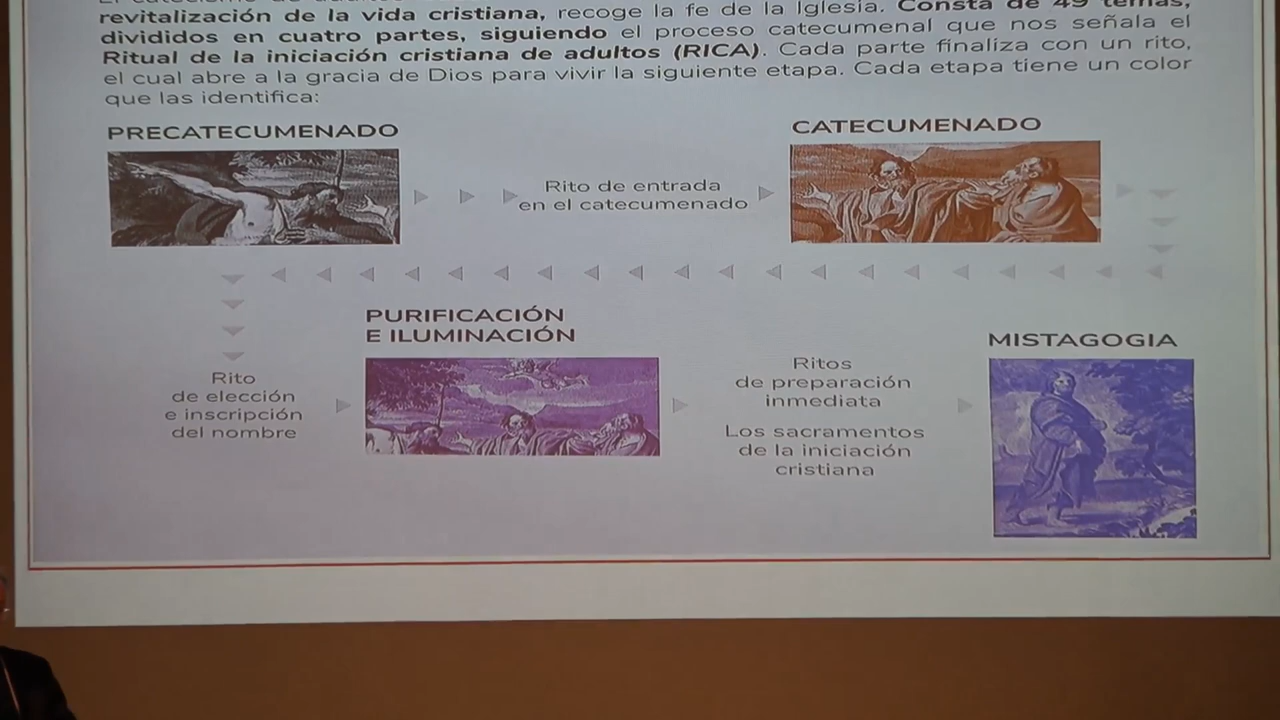 revitalización de la vida cristiana, recoge la fe de la Iglesia. Consta de 49 temas,
divididos en cuatro partes, siguiendo el proceso catecumenal que nos señala el
Ritual de la iniciación cristiana de adultos (RICA). Cada parte finaliza con un rito,
el cual abre a la gracia de Dios para vivir la siguiente etapa. Cada etapa tiene un color
que las identifica:
PRECATECUMENADO
Rito de entrada
en el catecumenado
CATECUMENADO
Rito
de elección
e inscripción
del nombre
PURIFICACIÓN
E ILUMINACIÓN
Ritos
de preparación
inmediata
Los sacramentos
de la iniciación
cristiana
MISTAGOGIA